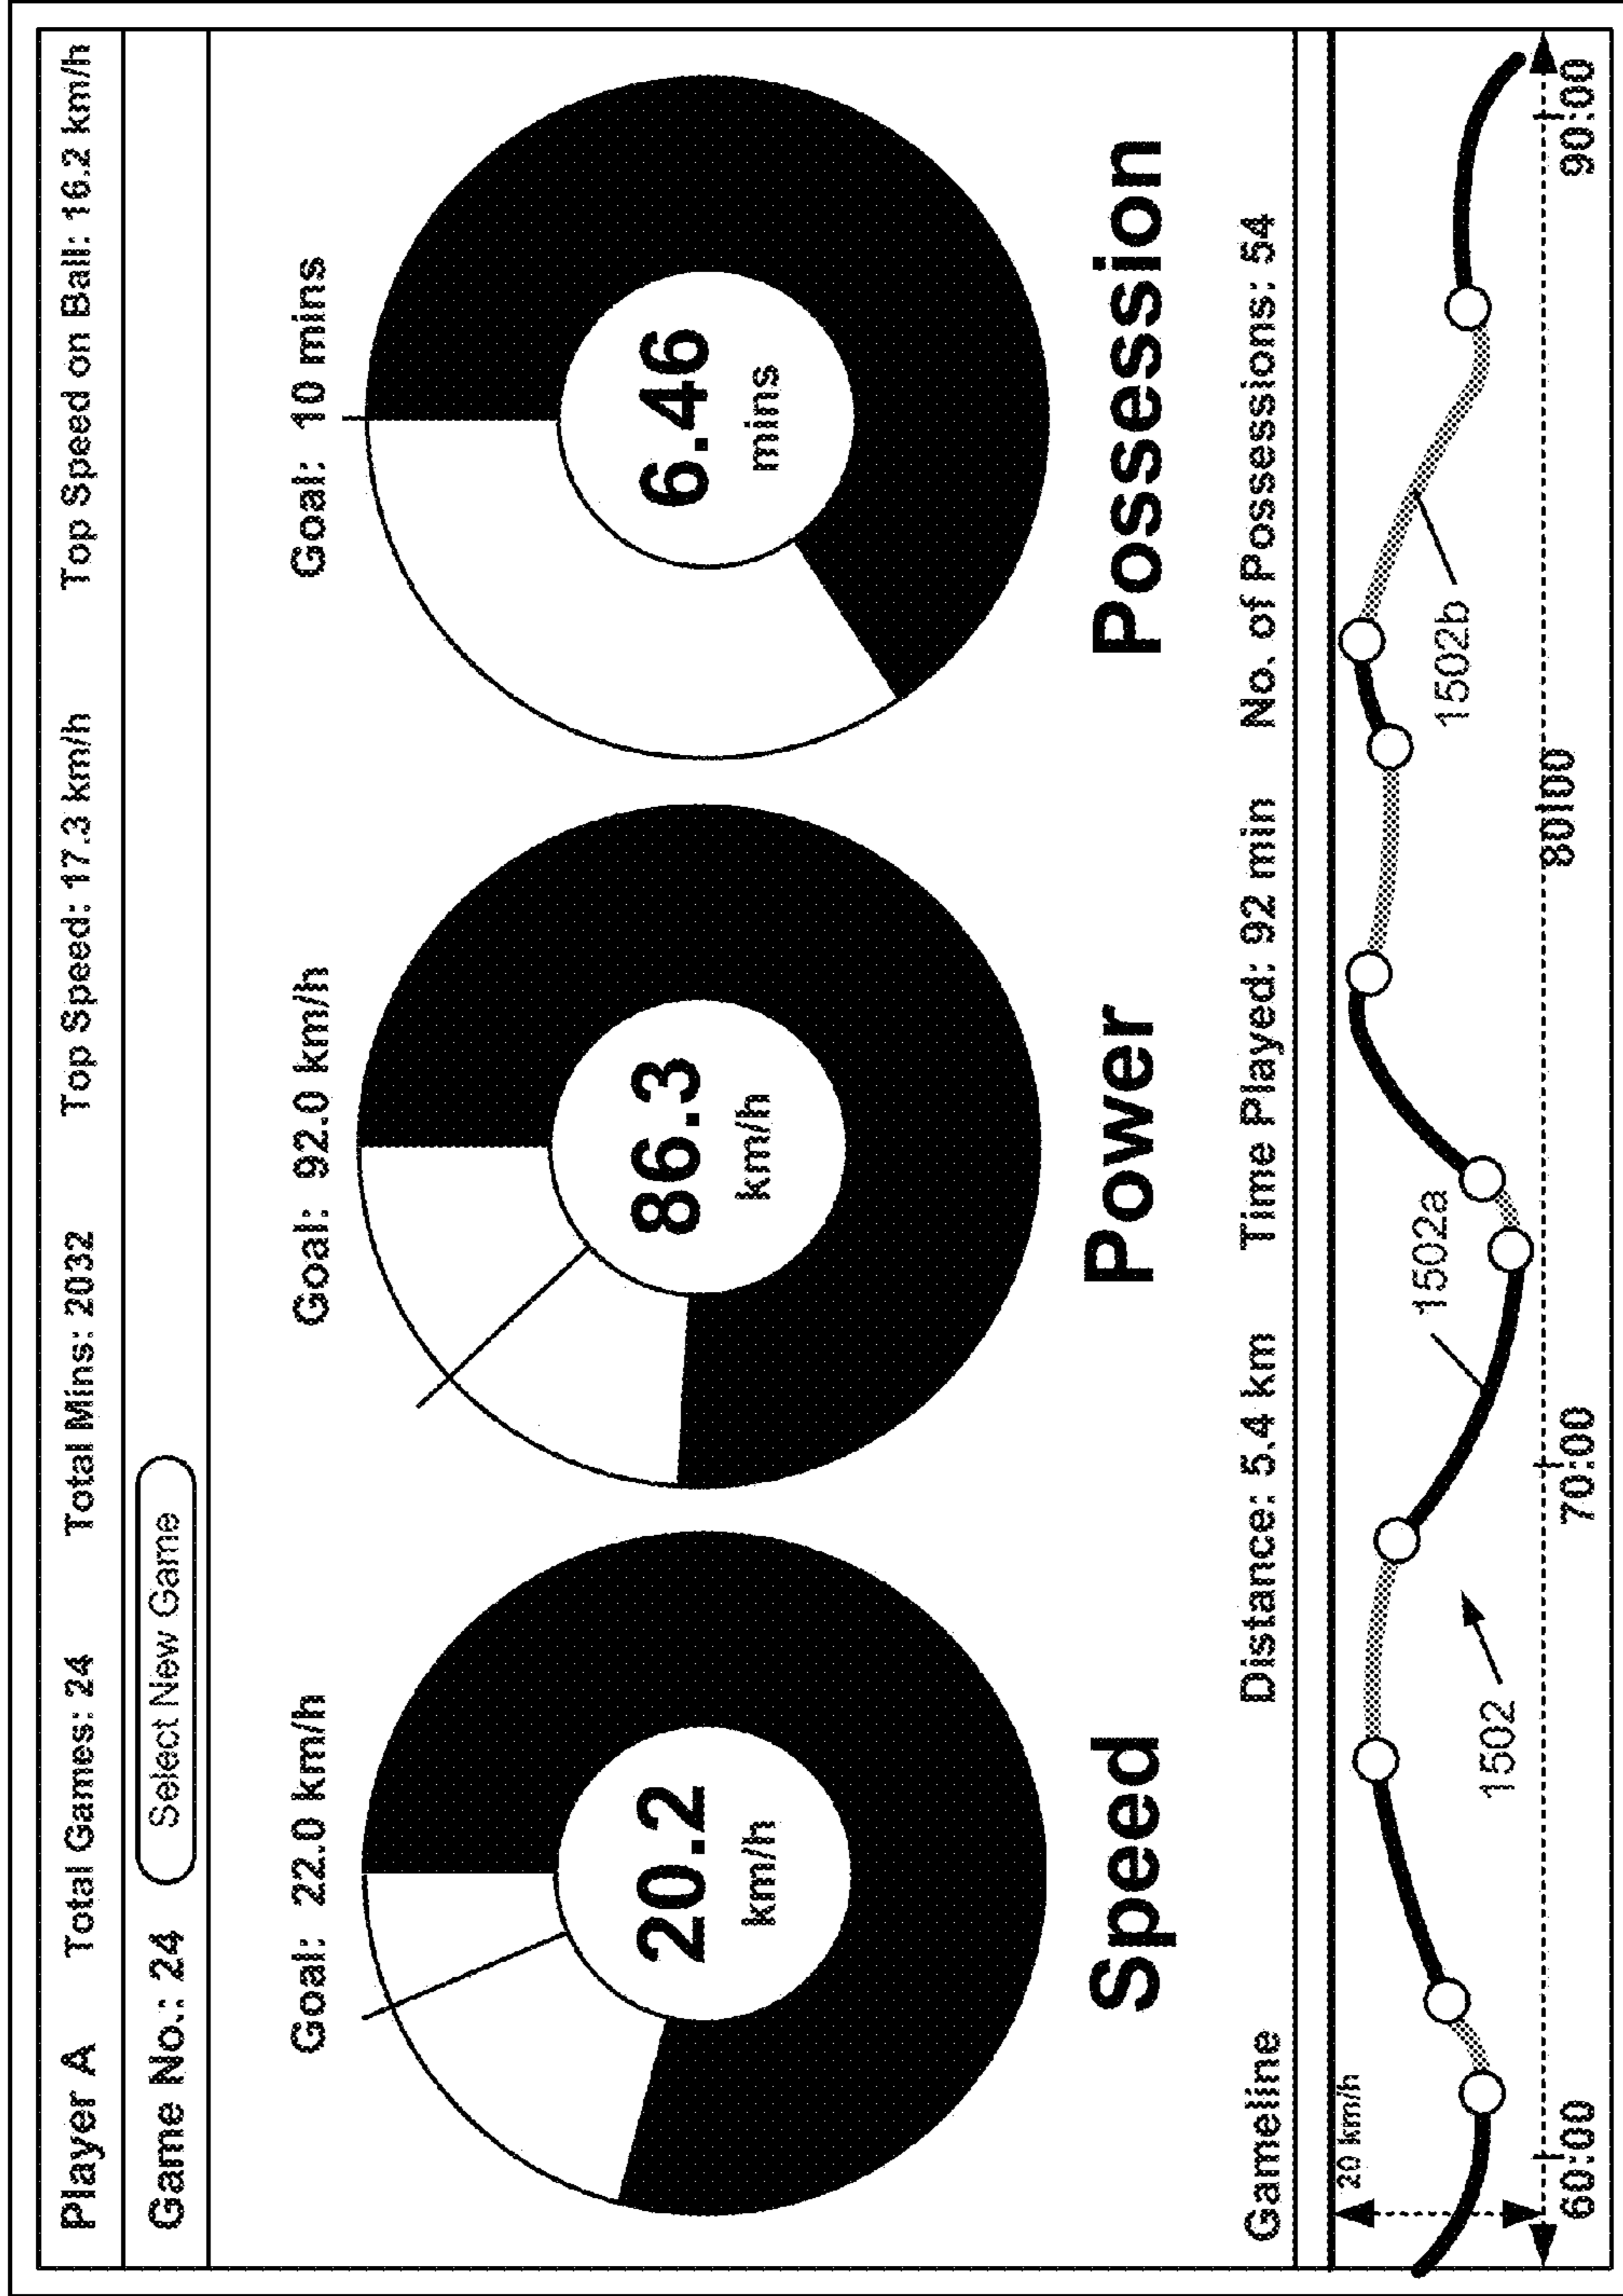 Player A Total Games: 24 Total Mins: 2032 Top Speed: 17.3 km/h Top Speed on Ball: 16.2 km/h
Game No.: 24 Select New Game
Goal: 22.0 km/h Goal: 92.0 km/h Goal: 10 mins
20.2 86.3 6.46
km/h km/h mins
Speed Power Possession
Gameline Distance: 5.4 km Time Played: 92 min No. of Possessions: 54
20 km/h
1502a 1502b
1502
60:00 70:00 80:00 90:00